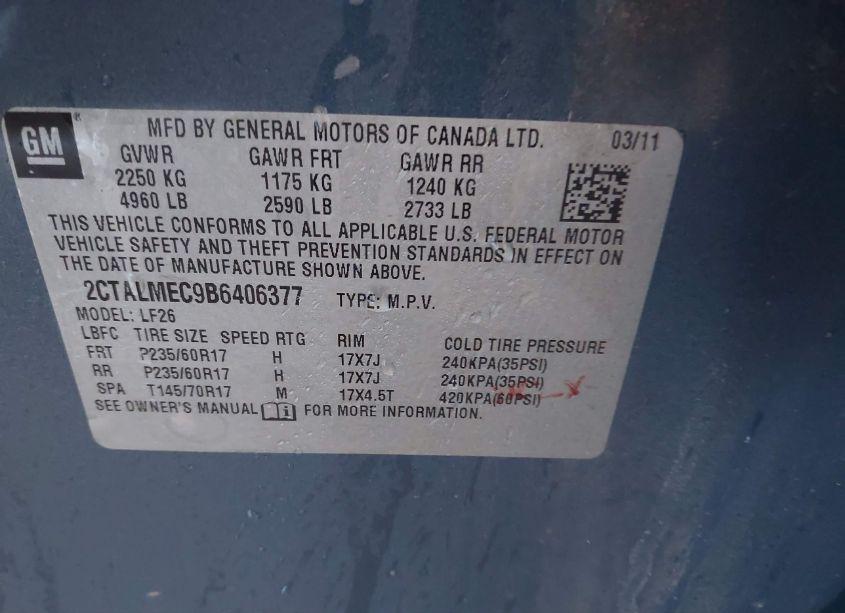 GM
MFD BY GENERAL MOTORS OF CANADA LTD. 03/11
GVWR GAWR FRT GAWR RR
2250 KG 1175 KG 1240 KG
4960 LB 2590 LB 2733 LB
THIS VEHICLE CONFORMS TO ALL APPLICABLE U.S. FEDERAL MOTOR
VEHICLE SAFETY AND THEFT PREVENTION STANDARDS IN EFFECT ON
THE DATE OF MANUFACTURE SHOWN ABOVE.
2CTALMEC9B6406377 TYPE: M.P.V.
MODEL: LF26
LBFC TIRE SIZE SPEED RTG RIM COLD TIRE PRESSURE
FRT P235/60R17 H 17X7J 240KPA(35PSI)
RR P235/60R17 H 17X7J 240KPA(35PSI)
SPA T145/70R17 M 17X4.5T 420KPA(60PSI)
SEE OWNER'S MANUAL i FOR MORE INFORMATION.